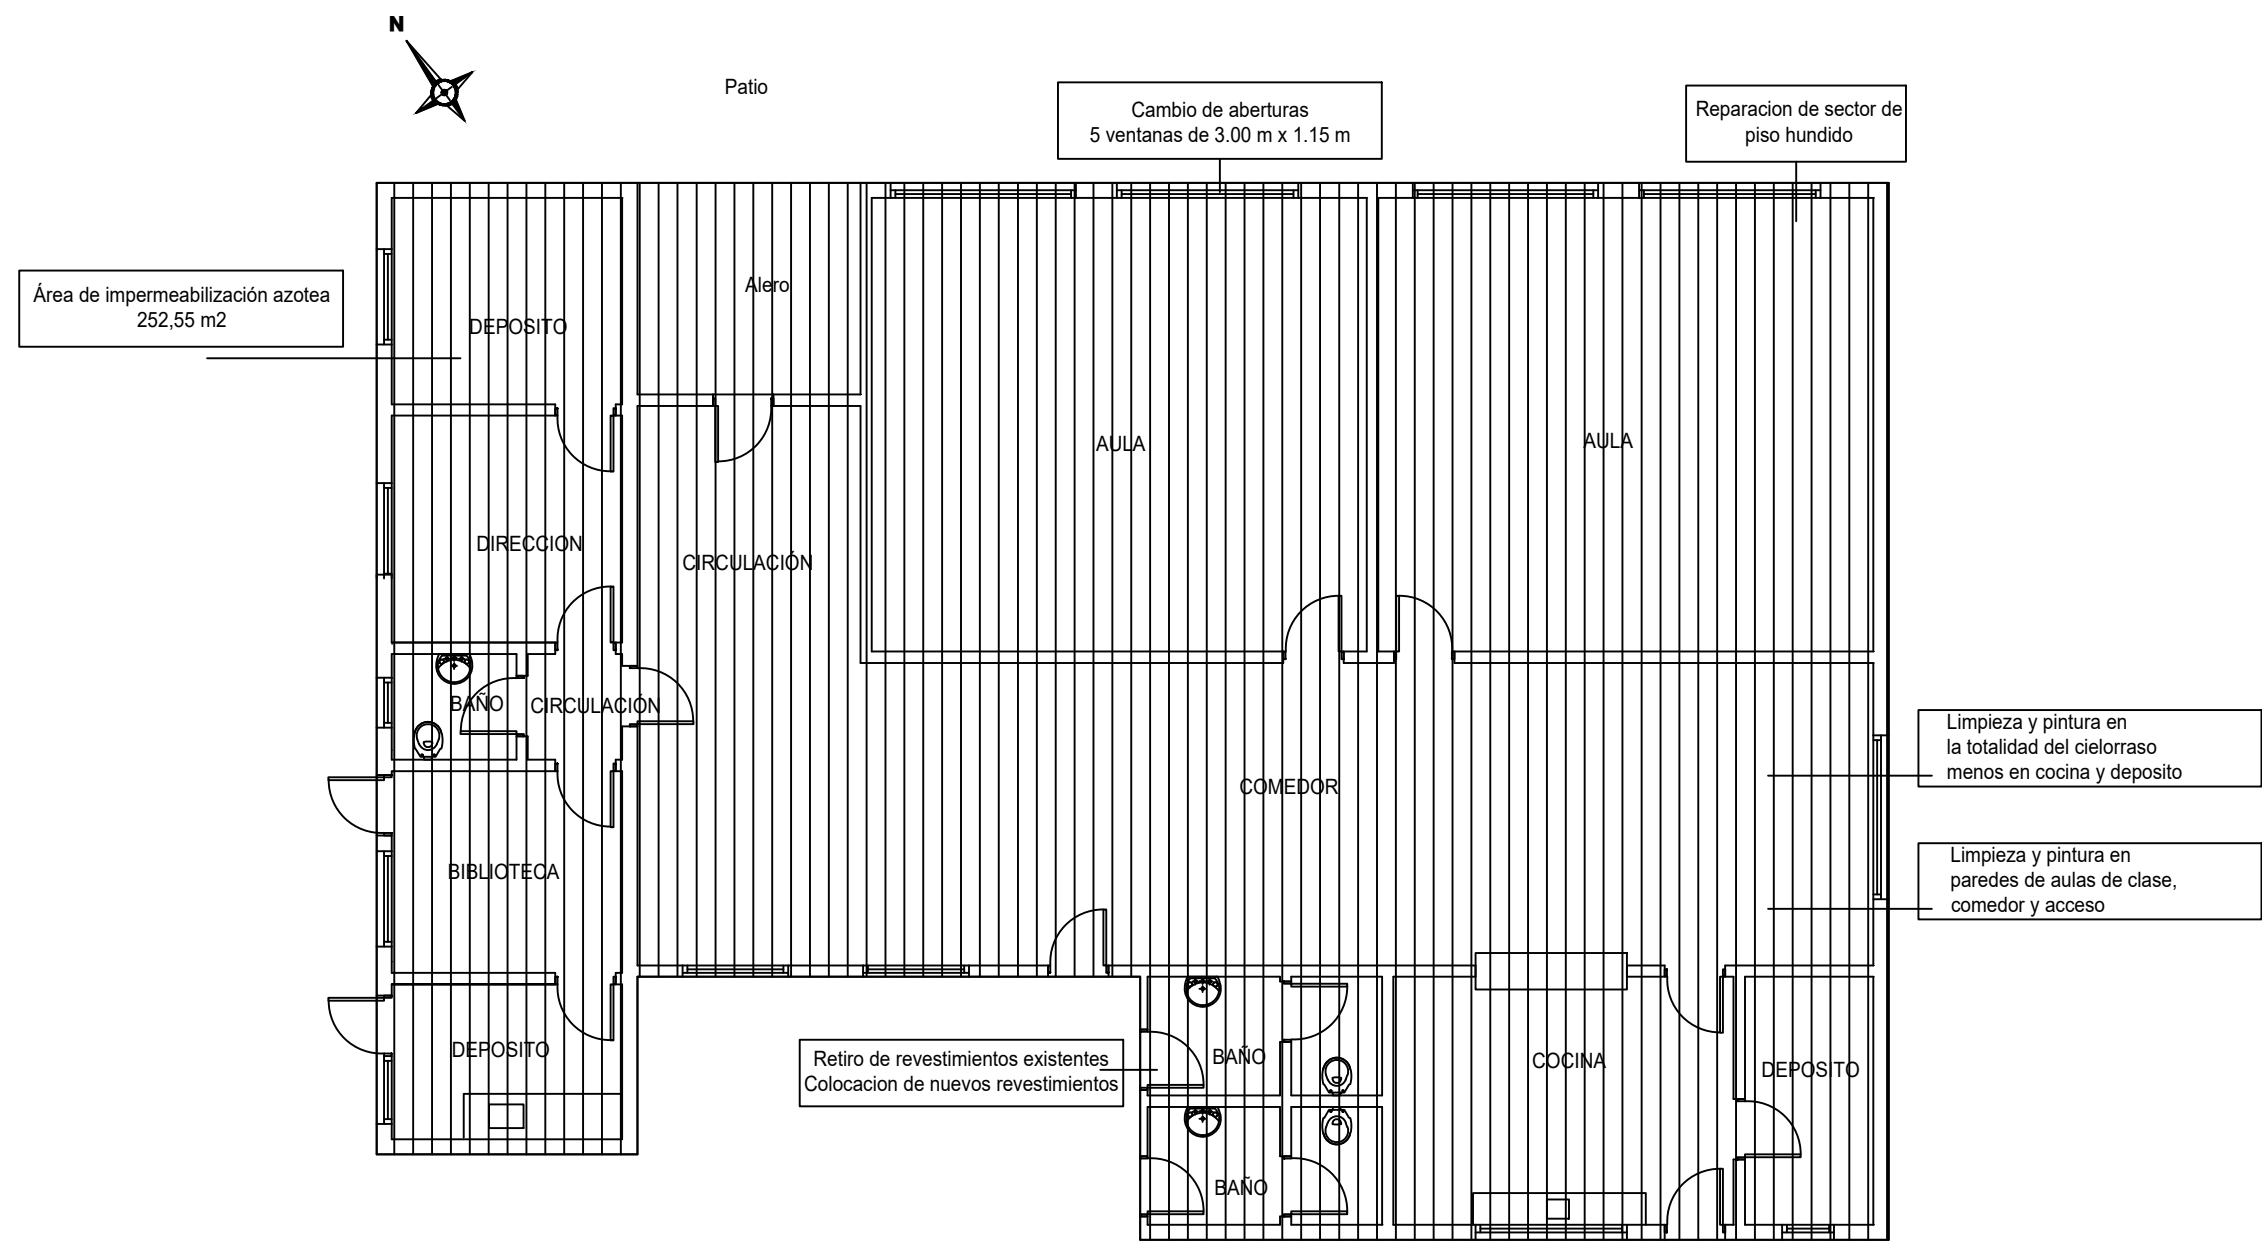 N
Patio
Cambio de aberturas
5 ventanas de 3.00 m x 1.15 m
Reparacion de sector de
piso hundido
Área de impermeabilización azotea
252,55 m2
Alero
DEPOSITO
AULA
AULA
DIRECCION
CIRCULACIÓN
BAÑO
CIRCULACIÓN
Limpieza y pintura en
la totalidad del cielorraso
menos en cocina y deposito
COMEDOR
BIBLIOTECA
Limpieza y pintura en
paredes de aulas de clase,
comedor y acceso
DEPOSITO
Retiro de revestimientos existentes
Colocacion de nuevos revestimientos
BAÑO
COCINA
DEPOSITO
BAÑO